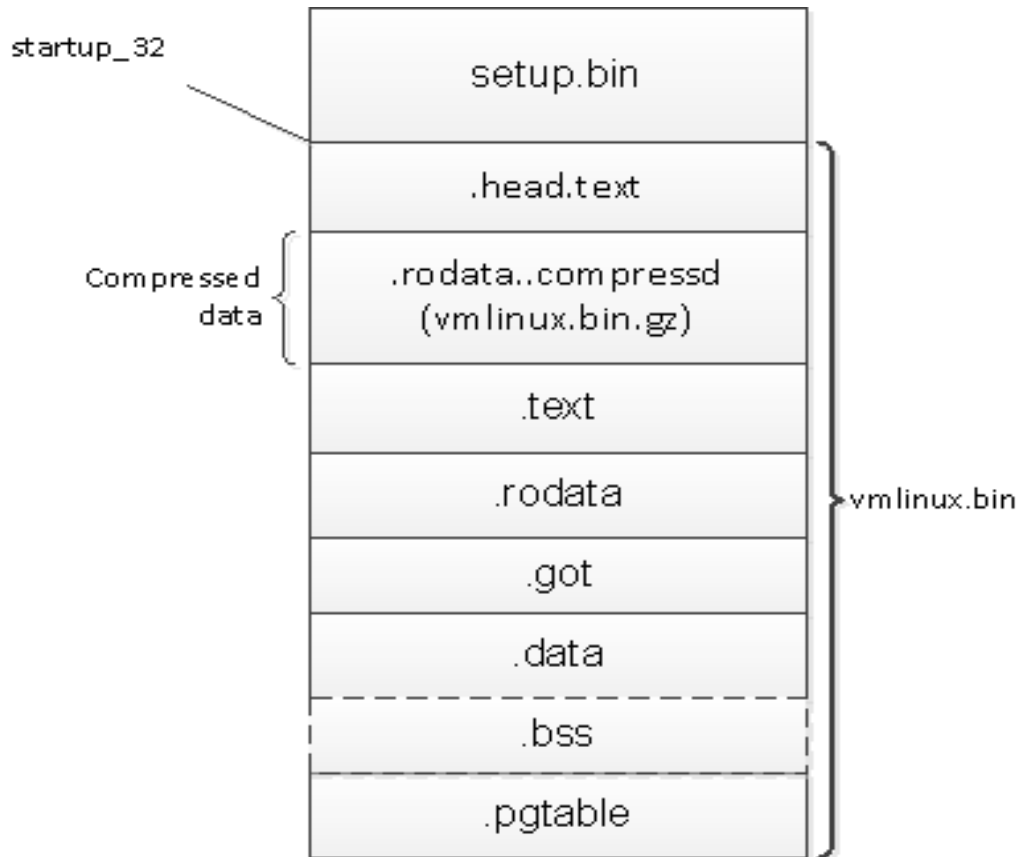 startup_32
setup.bin
.head.text
Compressed
data
.rodata..compressd
(vmlinux.bin.gz)
.text
.rodata
vmlinux.bin
.got
.data
.bss
.pgtable